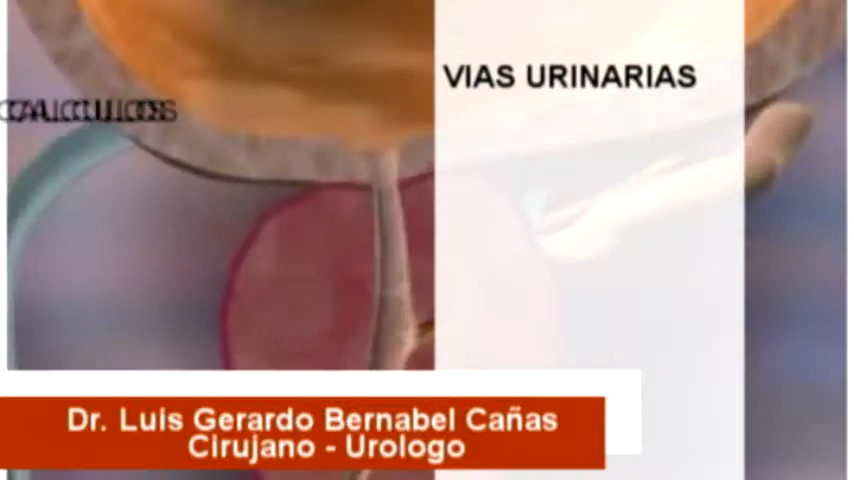 VIAS URINARIAS
Dr. Luis Gerardo Bernabel Cañas
Cirujano - Urologo